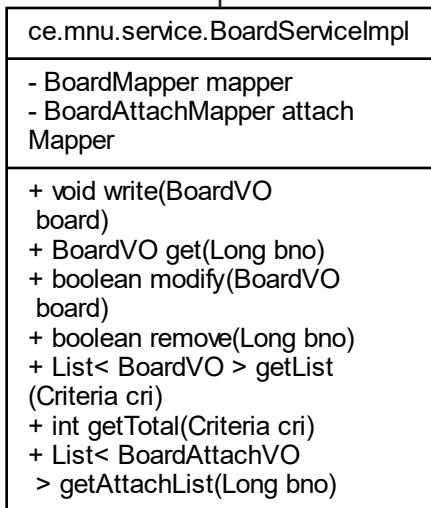 ce.mnu.service.BoardServiceImpl
- BoardMapper mapper
- BoardAttachMapper attach
Mapper
+ void write(BoardVO
board)
+ BoardVO get(Long bno)
+ boolean modify(BoardVO
board)
+ boolean remove(Long bno)
+ List< BoardVO > getList
(Criteria cri)
+ int getTotal(Criteria cri)
+ List< BoardAttachVO
> getAttachList(Long bno)